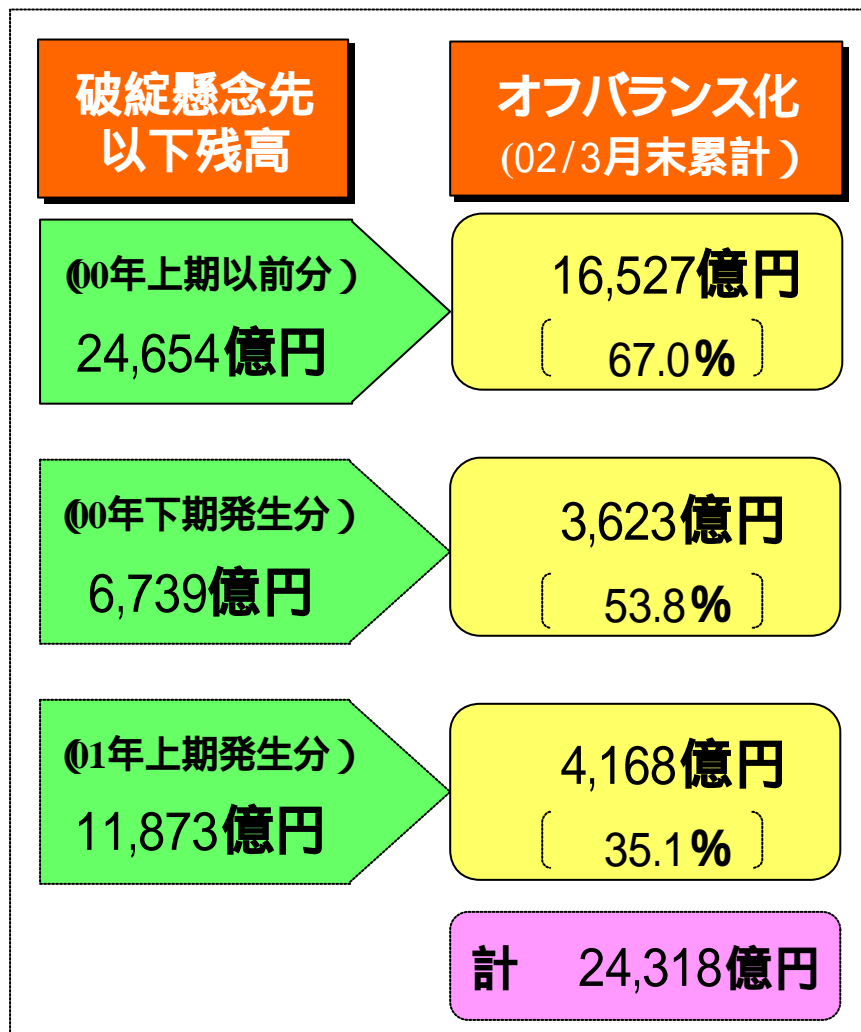 破綻懸念先
以下残高
オフバランス化
(02/3月末累計)
(00年上期以前分)
24,654億円
16,527億円
[ 67.0% ]
(00年下期発生分)
6,739億円
3,623億円
[ 53.8% ]
(01年上期発生分)
11,873億円
4,168億円
[ 35.1% ]
計 24,318億円